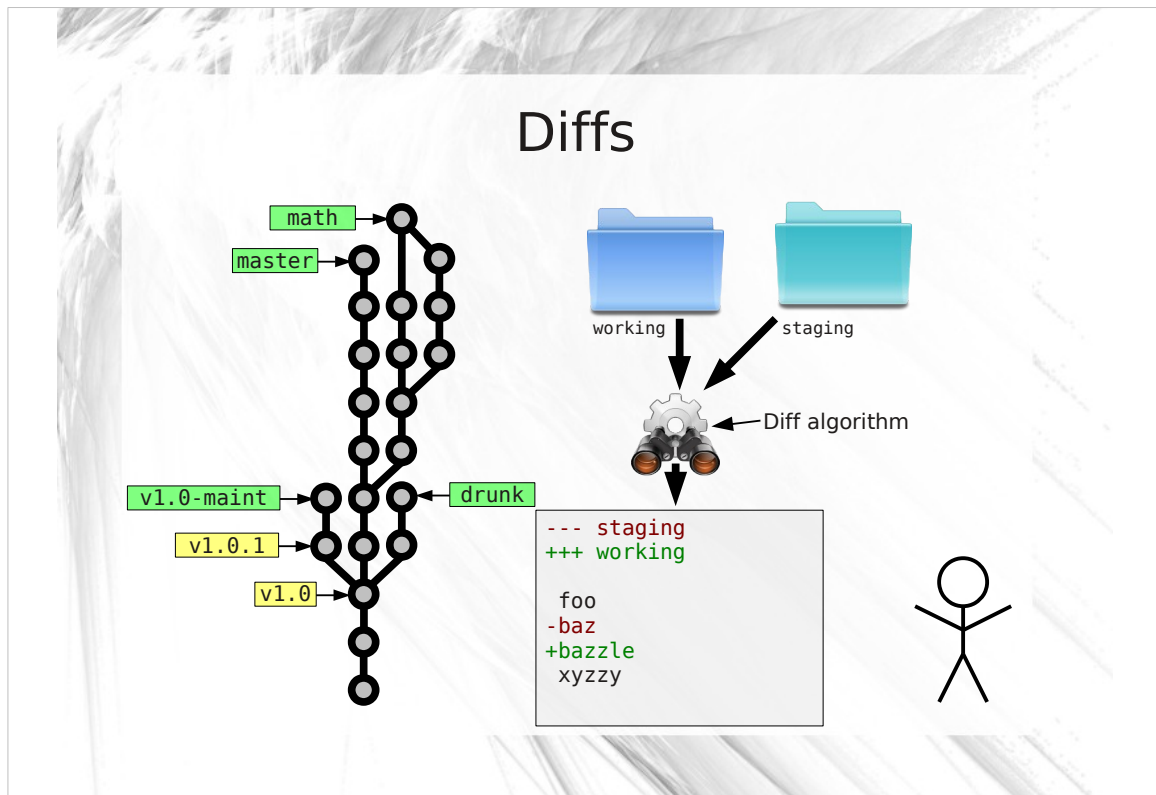 Diffs
math
master
v1.0-maint
drunk
v1.0.1
v1.0
working
staging
Diff algorithm
--- staging
+++ working
foo
-baz
+bazzle
xyzzy